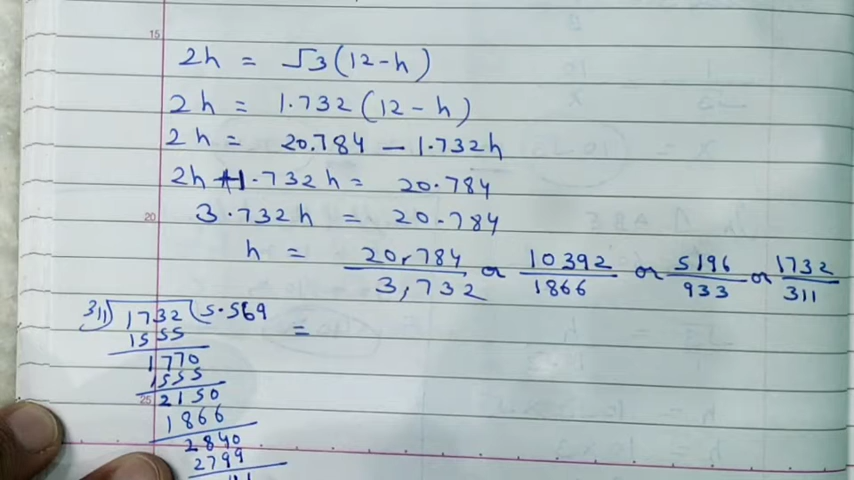 15
2h = √3(12-h)
2h = 1.732(12-h)
2h = 20.784 - 1.732h
2h + 1.732h = 20.784
20
3.732h = 20.784
h = 20.784/3.732 or 10392/1866 or 5196/933 or 1732/311
311) 1732 (5.569
=
1555
1770
1555
25 2150
1866
2840
2799